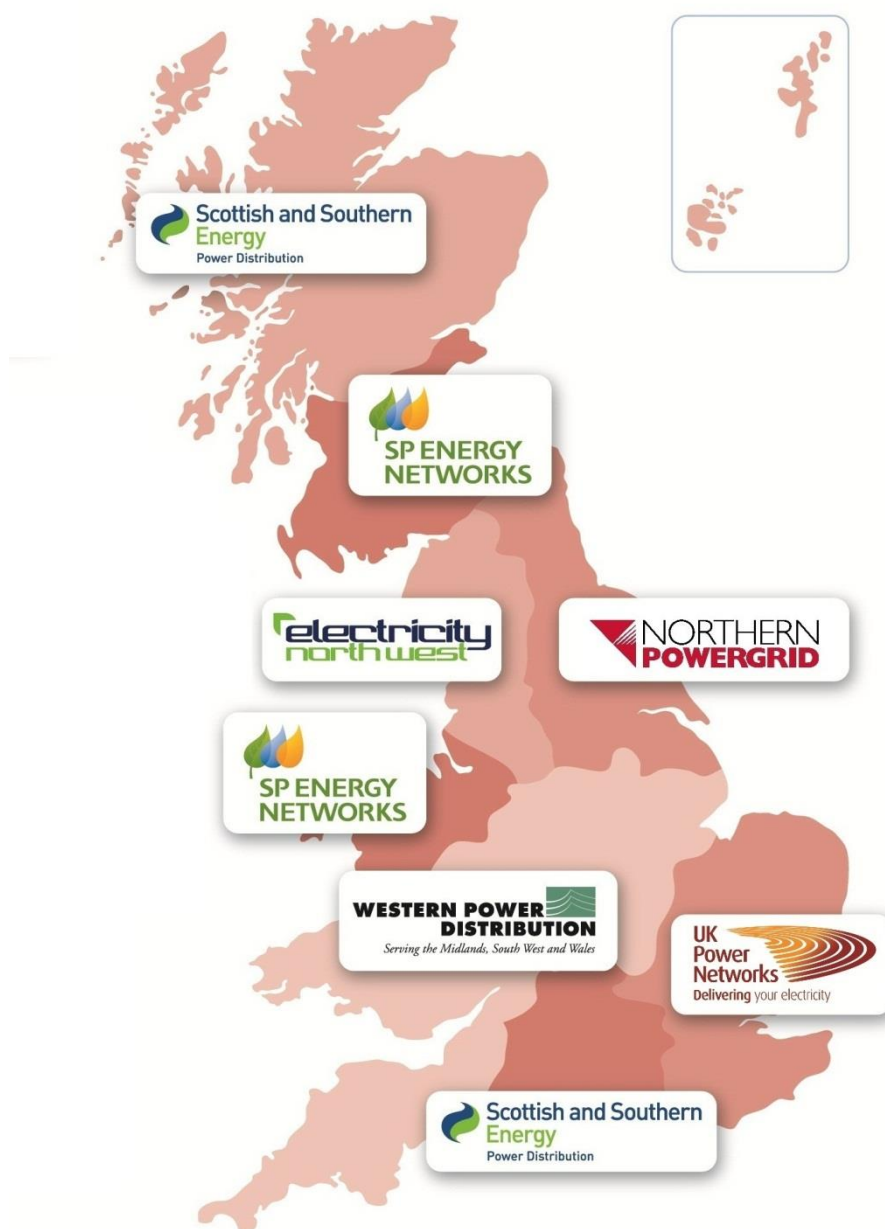 Scottish and Southern
Energy
Power Distribution
SP ENERGY
NETWORKS
electricity
north west
NORTHERN
POWERGRID
SP ENERGY
NETWORKS
WESTERN POWER
DISTRIBUTION
Serving the Midlands, South West and Wales
UK
Power
Networks
Delivering your electricity
Scottish and Southern
Energy
Power Distribution